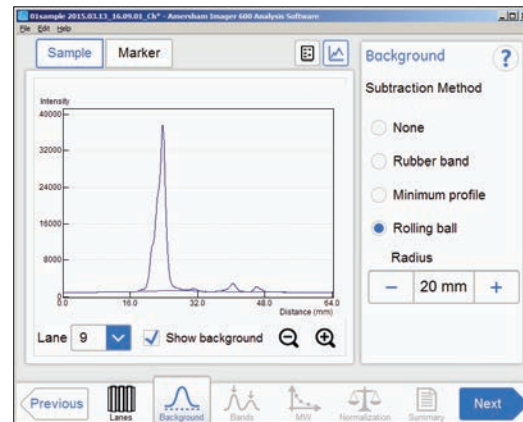 01sample 2015.03.13_16.09.01_Ch* - Amersham Imager 600 Analysis Software
File Edit Help
Sample
Marker
Background
?
Subtraction Method
None
Rubber band
Minimum profile
Rolling ball
Radius
− 20 mm +
Intensity
40000
32000
24000
16000
8000
0
0.0 16.0 32.0 48.0 64.0
Distance (mm)
Lane 9 Show background
Previous
Lanes
Background
Bands
MW
Normalization
Summary
Next